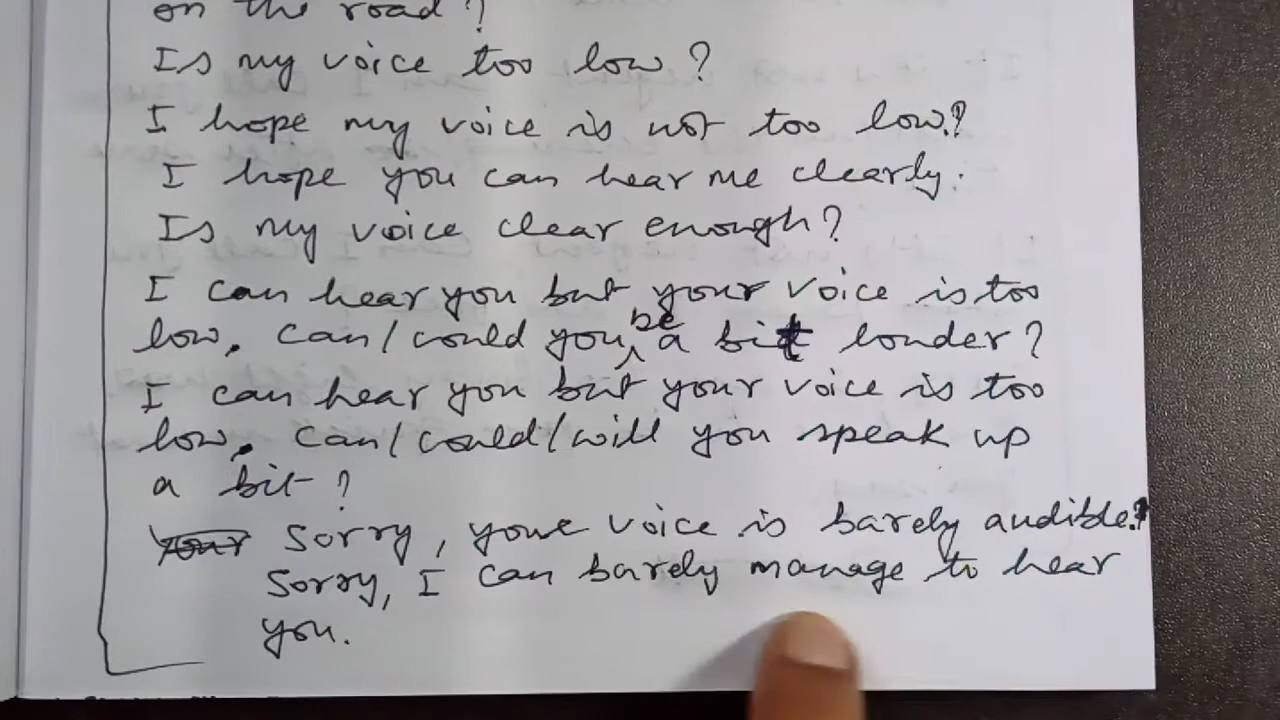 on the road?
Is my voice too low?
I hope my voice is not too low?
I hope you can hear me clearly.
Is my voice clear enough?
I can hear you but your voice is too
low. Can/could you be a bit louder?
I can hear you but your voice is too
low. Can/could/will you speak up
a bit?
Your Sorry, your voice is barely audible.
Sorry, I can barely manage to hear
you.